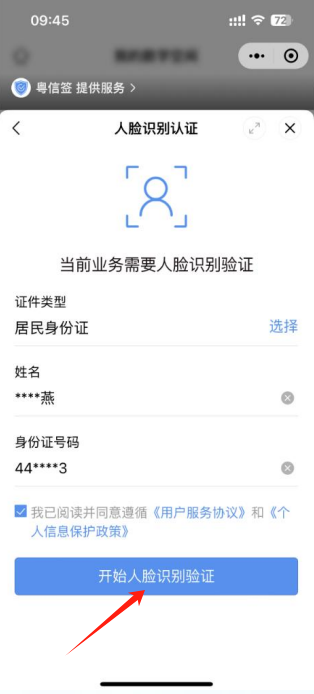 09:45
72
粤信签 提供服务 >
人脸识别认证
当前业务需要人脸识别验证
证件类型
居民身份证 选择
姓名
****燕
身份证号码
44****3
我已阅读并同意遵循《用户服务协议》和《个
人信息保护政策》
开始人脸识别验证